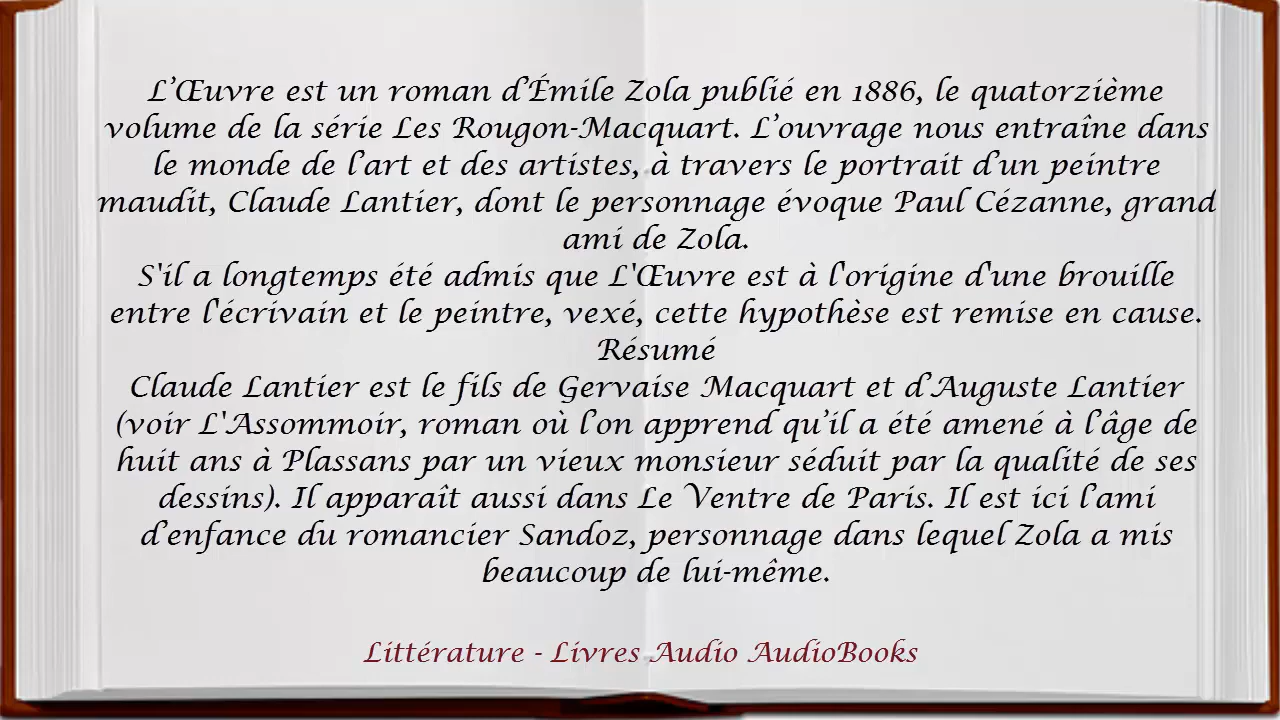 L’Œuvre est un roman d’Émile Zola publié en 1886, le quatorzième
volume de la série Les Rougon-Macquart. L’ouvrage nous entraîne dans
le monde de l’art et des artistes, à travers le portrait d’un peintre
maudit, Claude Lantier, dont le personnage évoque Paul Cézanne, grand
ami de Zola.
S'il a longtemps été admis que L'Œuvre est à l'origine d'une brouille
entre l'écrivain et le peintre, vexé, cette hypothèse est remise en cause.
Résumé
Claude Lantier est le fils de Gervaise Macquart et d’Auguste Lantier
(voir L'Assommoir, roman où l’on apprend qu’il a été amené à l’âge de
huit ans à Plassans par un vieux monsieur séduit par la qualité de ses
dessins). Il apparaît aussi dans Le Ventre de Paris. Il est ici l’ami
d’enfance du romancier Sandoz, personnage dans lequel Zola a mis
beaucoup de lui-même.
Littérature - Livres Audio AudioBooks